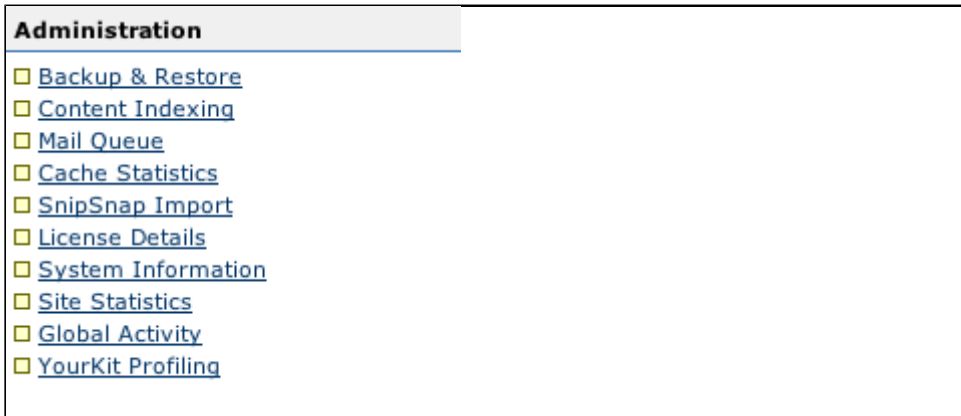 Administration
Backup & Restore
Content Indexing
Mail Queue
Cache Statistics
SnipSnap Import
License Details
System Information
Site Statistics
Global Activity
YourKit Profiling